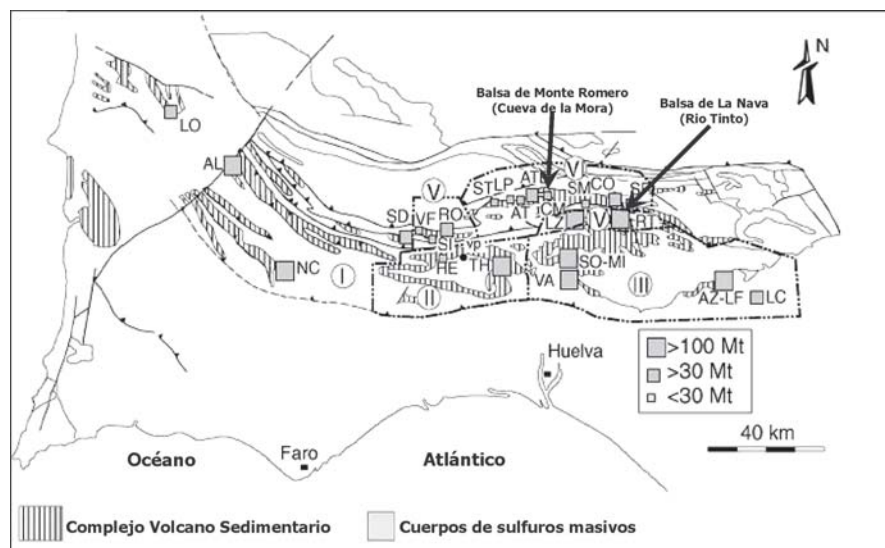 N
Balsa de Monte Romero
(Cueva de la Mora)
Balsa de La Nava
(Rio Tinto)
LO
AL
V
V
ST
LP
AT
SM
CO
SD
VF
RO
AT
CM
LZ
V
RT
VP
HE
TH
SO-MI
NC
I
II
VA
III
AZ-LF
LC
>100 Mt
>30 Mt
<30 Mt
Huelva
40 km
Océano
Faro
Atlántico
Complejo Volcano Sedimentario
Cuerpos de sulfuros masivos